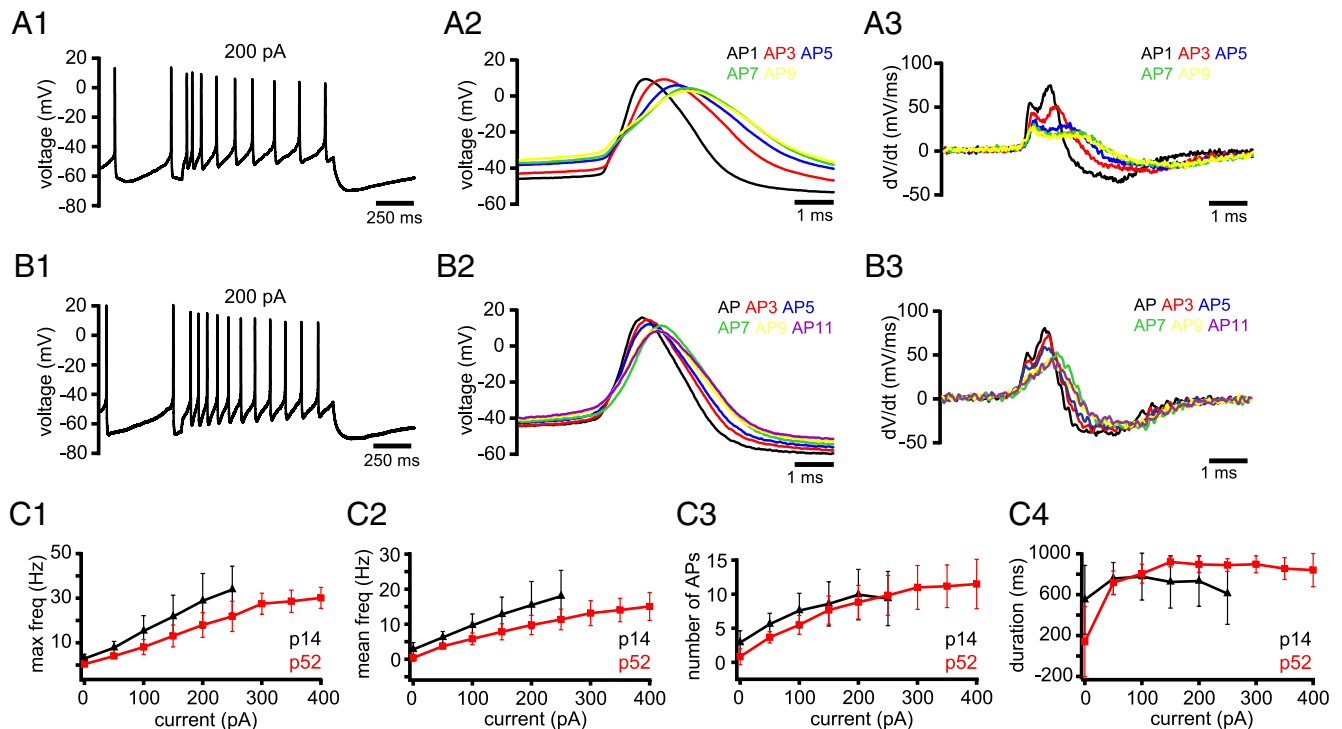 A1
200 pA
voltage (mV)
20
0
-20
-40
-60
-80
250 ms
A2
AP1 AP3 AP5
AP7 AP9
voltage (mV)
20
0
-20
-40
-60
1 ms
A3
AP1 AP3 AP5
AP7 AP9
dV/dt (mV/ms)
100
50
0
-50
1 ms
B1
200 pA
voltage (mV)
20
0
-20
-40
-60
-80
250 ms
B2
AP AP3 AP5
AP7 AP9 AP11
voltage (mV)
20
0
-20
-40
-60
1 ms
B3
AP AP3 AP5
AP7 AP9 AP11
dV/dt (mV/ms)
100
50
0
-50
1 ms
C1
max freq (Hz)
50
30
10
p14
p52
0 100 200 300 400
current (pA)
C2
mean freq (Hz)
30
20
10
0
p14
p52
0 100 200 300 400
current (pA)
C3
number of APs
15
10
5
0
p14
p52
0 100 200 300 400
current (pA)
C4
duration (ms)
1000
600
200
-200
p14
p52
0 100 200 300 400
current (pA)